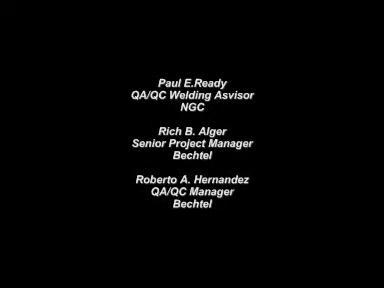 Paul E.Ready
QA/QC Welding Asvisor
NGC
Rich B. Alger
Senior Project Manager
Bechtel
Roberto A. Hernandez
QA/QC Manager
Bechtel